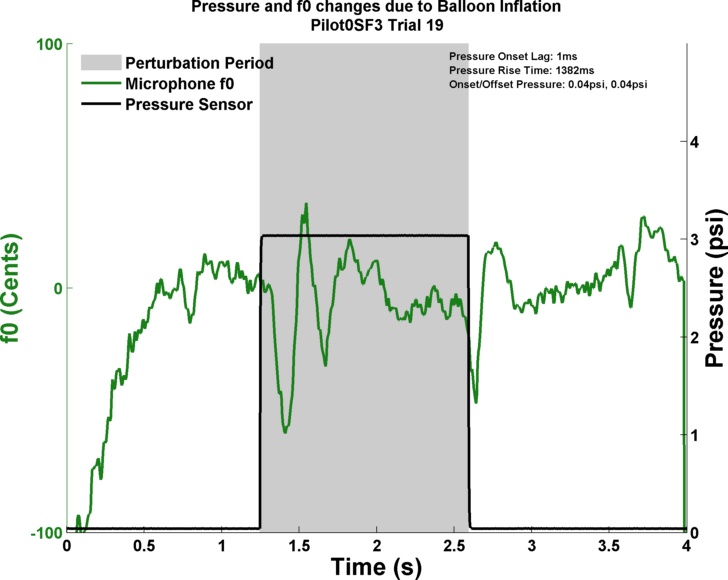 Pressure and f0 changes due to Balloon Inflation
Pilot0SF3 Trial 19
100
Perturbation Period
Microphone f0
Pressure Sensor
Pressure Onset Lag: 1ms
Pressure Rise Time: 1382ms
Onset/Offset Pressure: 0.04psi, 0.04psi
f0 (Cents)
0
-100
4
3
2
1
0
Pressure (psi)
0 0.5 1 1.5 2 2.5 3 3.5 4
Time (s)